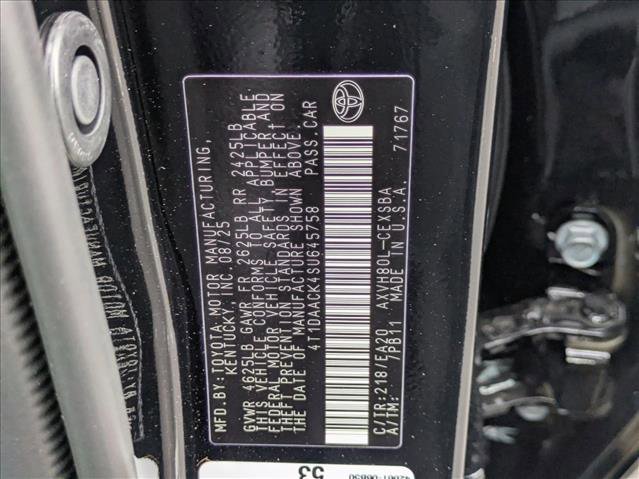 MFD.BY:TOYOTA MOTOR MANUFACTURING,
KENTUCKY, INC. 08/25
GVWR 4625LB GAWR FR 2625LB RR 2425LB
THIS VEHICLE CONFORMS TO ALL APPLICABLE
FEDERAL MOTOR VEHICLE SAFETY, BUMPER, AND
THEFT PREVENTION STANDARDS IN EFFECT ON
DATE OF MANUFACTURE SHOWN ABOVE.
4T1DAACK4SU645758 PASS.CAR
C/TR:218/EA20 AXVH80L-CEXSBA
A/TM: /PB11 MADE IN U.S.A. 71767
53